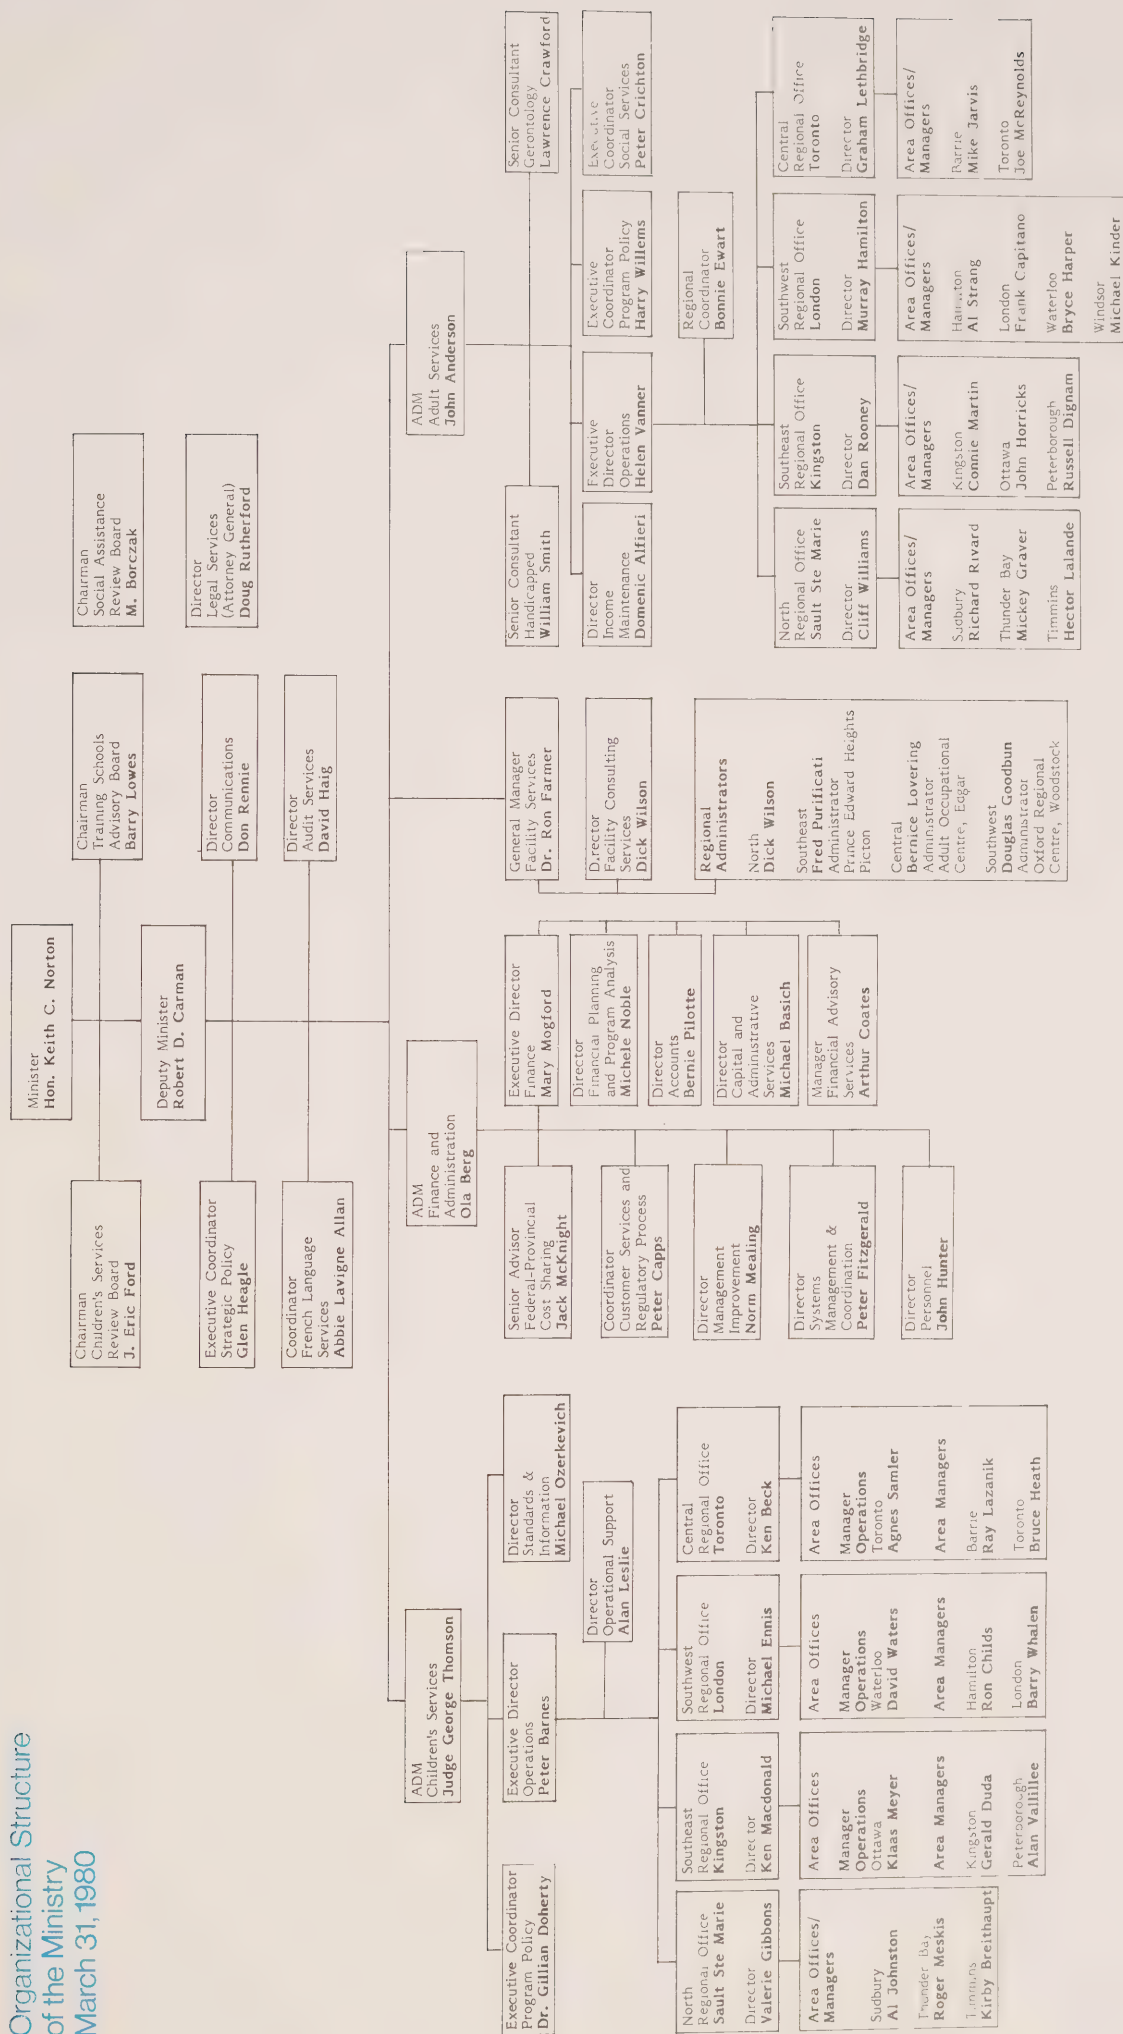 Organizational Structure
of the Ministry
March 31, 1980
Minister
Hon. Keith C. Norton
Chairman
Children's Services
Review Board
J. Eric Ford
Chairman
Training Schools
Advisory Board
Barry Lowes
Chairman
Social Assistance
Review Board
M. Borczak
Deputy Minister
Robert D. Carman
Executive Coordinator
Strategic Policy
Glen Heagle
Director
Communications
Don Rennie
Director
Legal Services
(Attorney General)
Doug Rutherford
Coordinator
French Language
Services
Abbie Lavigne Allan
Director
Audit Services
David Haig
ADM
Children's Services
Judge George Thomson
Executive Coordinator
Program Policy
Dr. Gillian Doherty
Executive Director
Operations
Peter Barnes
Director
Standards &
Information
Michael Ozerkevich
Director
Operational Support
Alan Leslie
North
Regional Office
Sault Ste Marie
Director
Valerie Gibbons
Area Offices/
Managers
Sudbury
Al Johnston
Thunder Bay
Roger Meskis
Timmins
Kirby Breithaupt
Southeast
Regional Office
Kingston
Director
Ken Macdonald
Area Offices
Manager
Operations
Ottawa
Klaas Meyer
Area Managers
Kingston
Gerald Duda
Peterborough
Alan Vallillee
Southwest
Regional Office
London
Director
Michael Ennis
Area Offices
Manager
Operations
Waterloo
David Waters
Area Managers
Hamilton
Ron Childs
London
Barry Whalen
Central
Regional Office
Toronto
Director
Ken Beck
Area Offices
Manager
Operations
Toronto
Agnes Samler
Area Managers
Barrie
Ray Lazanik
Toronto
Bruce Heath
ADM
Finance and
Administration
Ola Berg
Senior Advisor
Federal-Provincial
Cost Sharing
Jack McKnight
Coordinator
Customer Services and
Regulatory Process
Peter Capps
Director
Management
Improvement
Norm Mealing
Director
Systems
Management &
Coordination
Peter Fitzgerald
Director
Personnel
John Hunter
Executive Director
Finance
Mary Mogford
Director
Financial Planning
and Program Analysis
Michele Noble
Director
Accounts
Bernie Pilotte
Director
Capital and
Administrative
Services
Michael Basich
Manager
Financial Advisory
Services
Arthur Coates
General Manager
Facility Services
Dr. Ron Farmer
Director
Facility Consulting
Services
Dick Wilson
Regional
Administrators
North
Dick Wilson
Southeast
Fred Purificati
Administrator
Prince Edward Heights
Picton
Central
Bernice Lovering
Administrator
Adult Occupational
Centre, Edgar
Southwest
Douglas Goodbun
Administrator
Oxford Regional
Centre, Woodstock
ADM
Adult Services
John Anderson
Senior Consultant
Handicapped
William Smith
Senior Consultant
Gerontology
Lawrence Crawford
Director
Income
Maintenance
Domenic Alfieri
Executive
Director
Operations
Helen Vanner
Executive
Coordinator
Program Policy
Harry Willems
Executive
Coordinator
Social Services
Peter Crichton
Regional
Coordinator
Bonnie Ewart
North
Regional Office
Sault Ste Marie
Director
Cliff Williams
Area Offices/
Managers
Sudbury
Richard Rivard
Thunder Bay
Mickey Graver
Timmins
Hector Lalande
Southeast
Regional Office
Kingston
Director
Dan Rooney
Area Offices/
Managers
Kingston
Connie Martin
Ottawa
John Horricks
Peterborough
Russell Dignam
Southwest
Regional Office
London
Director
Murray Hamilton
Area Offices/
Managers
Hamilton
Al Strang
London
Frank Capitano
Waterloo
Bryce Harper
Windsor
Michael Kinder
Central
Regional Office
Toronto
Director
Graham Lethbridge
Area Offices/
Managers
Barrie
Mike Jarvis
Toronto
Joe McReynolds